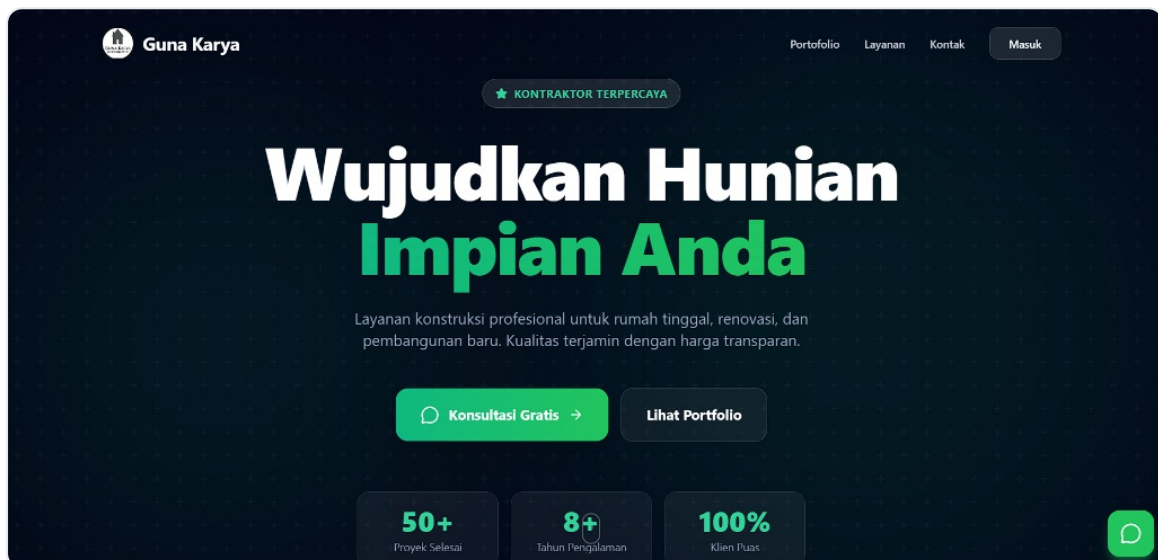 Guna Karya
Portofolio
Layanan
Kontak
Masuk
KONTRAKTOR TERPERCAYA
Wujudkan Hunian
Impian Anda
Layanan konstruksi profesional untuk rumah tinggal, renovasi, dan
pembangunan baru. Kualitas terjamin dengan harga transparan.
Konsultasi Gratis
Lihat Portfolio
50+
Proyek Selesai
8+
Tahun Pengalaman
100%
Klien Puas